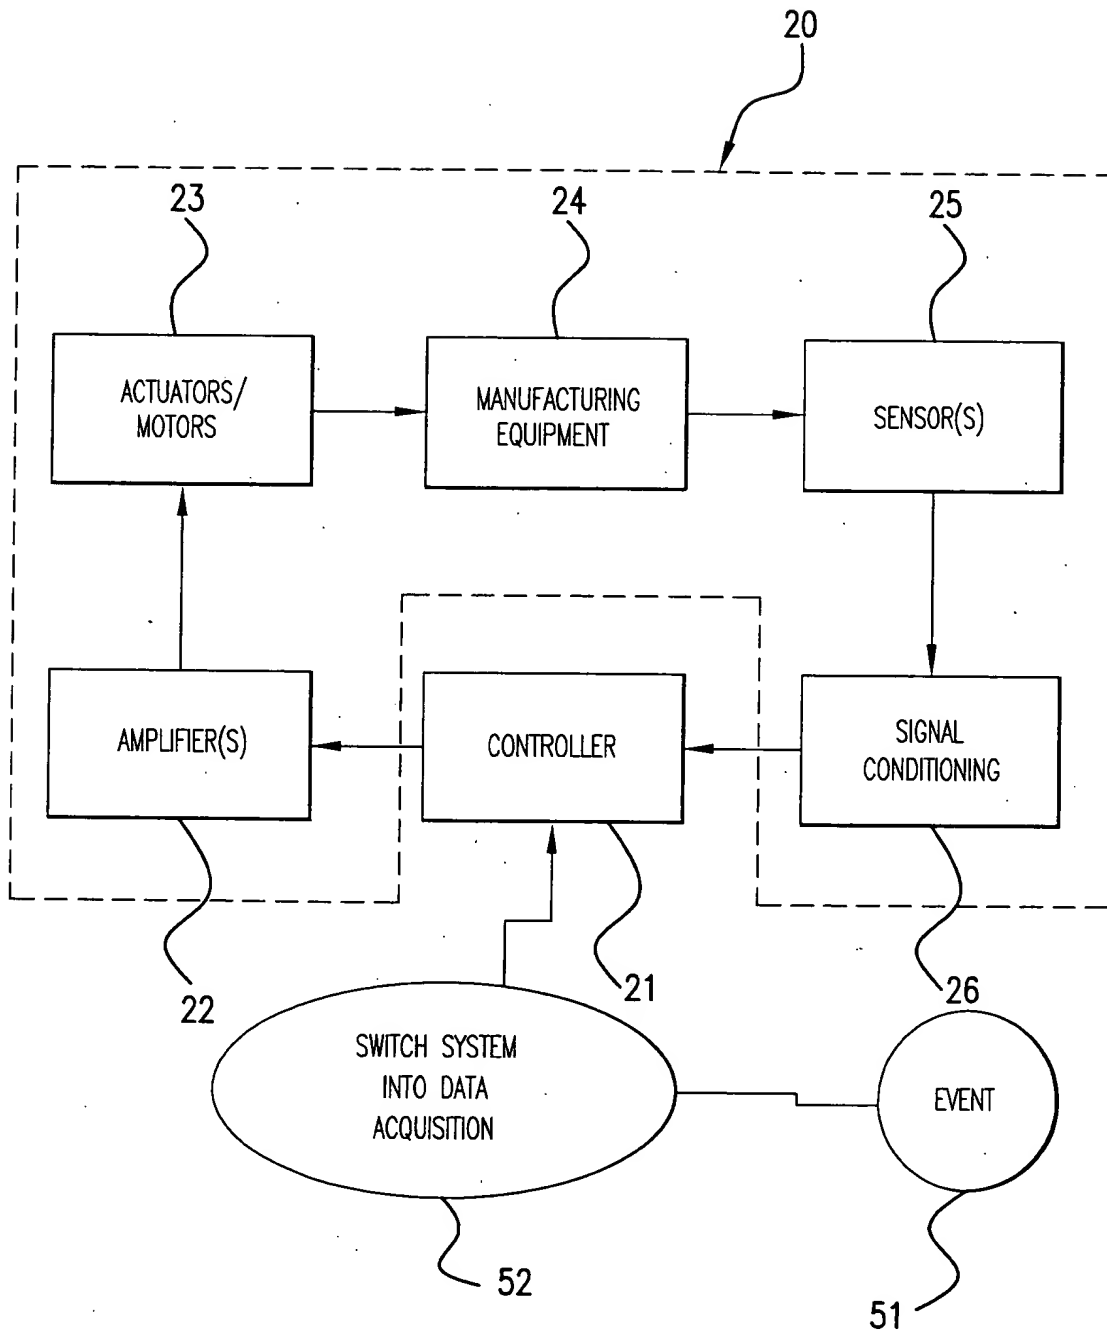 20
23
24
25
ACTUATORS/
MOTORS
MANUFACTURING
EQUIPMENT
SENSOR(S)
AMPLIFIER(S)
CONTROLLER
SIGNAL
CONDITIONING
22
21
26
SWITCH SYSTEM
INTO DATA
ACQUISITION
EVENT
52
51